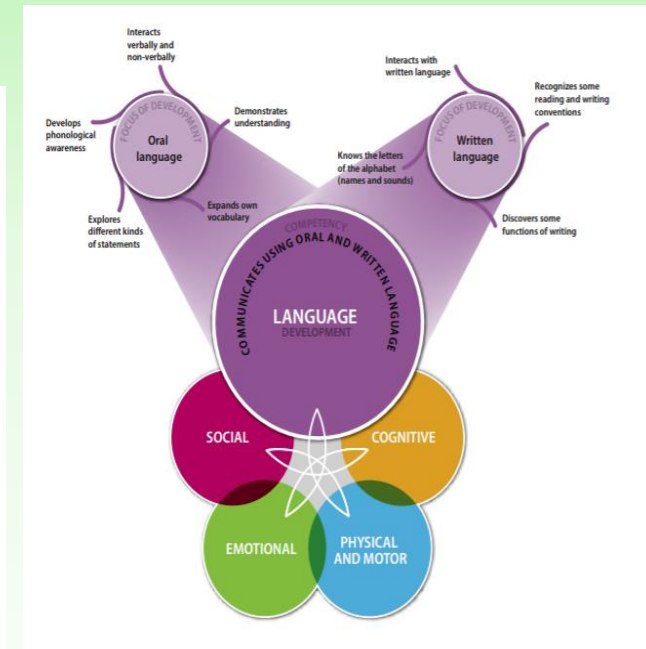 Interacts
verbally and
non-verbally
Develops
phonological
awareness
FOCUS OF DEVELOPMENT
Oral
language
Demonstrates
understanding
Explores
different kinds
of statements
Expands own
vocabulary
Interacts with
written language
Recognizes some
reading and writing
conventions
FOCUS OF DEVELOPMENT
Written
language
Knows the letters
of the alphabet
(names and sounds)
Discovers some
functions of writing
COMPETENCY
COMMUNICATES USING ORAL AND WRITTEN LANGUAGE
LANGUAGE
DEVELOPMENT
SOCIAL
COGNITIVE
EMOTIONAL
PHYSICAL
AND MOTOR